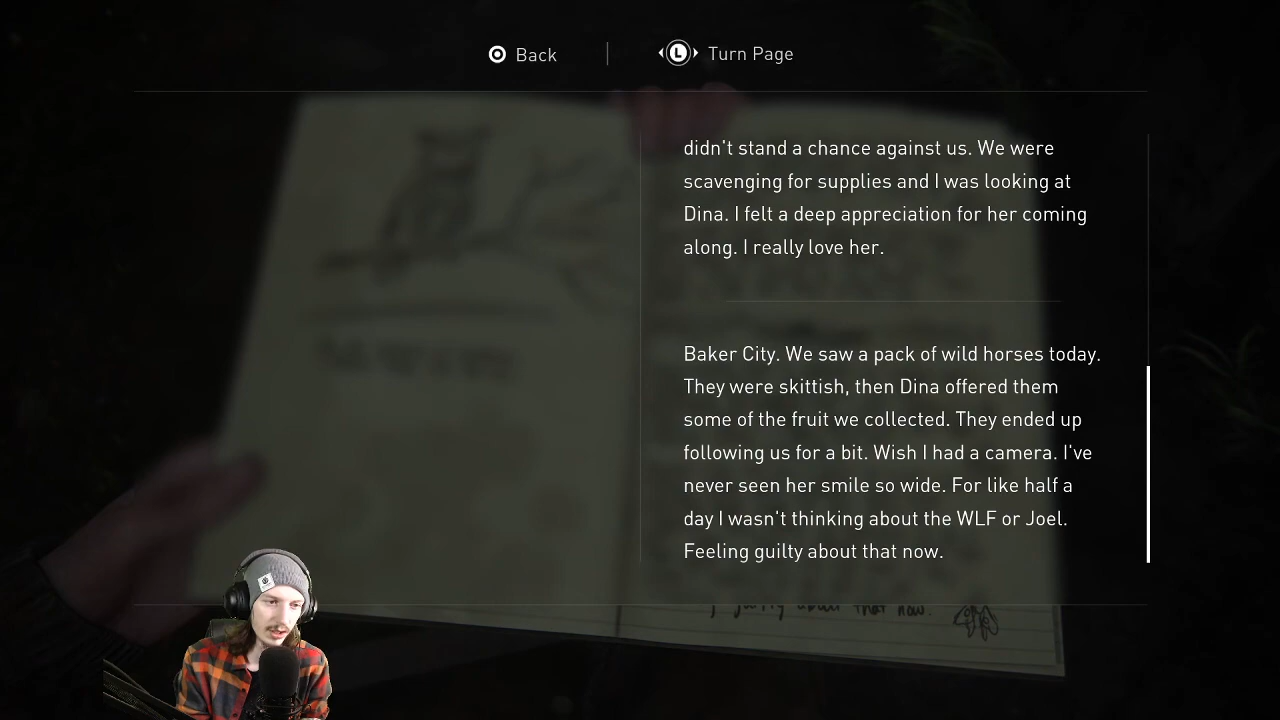 Back
L Turn Page
didn't stand a chance against us. We were
scavenging for supplies and I was looking at
Dina. I felt a deep appreciation for her coming
along. I really love her.
Baker City. We saw a pack of wild horses today.
They were skittish, then Dina offered them
some of the fruit we collected. They ended up
following us for a bit. Wish I had a camera. I've
never seen her smile so wide. For like half a
day I wasn't thinking about the WLF or Joel.
Feeling guilty about that now.
about that now.